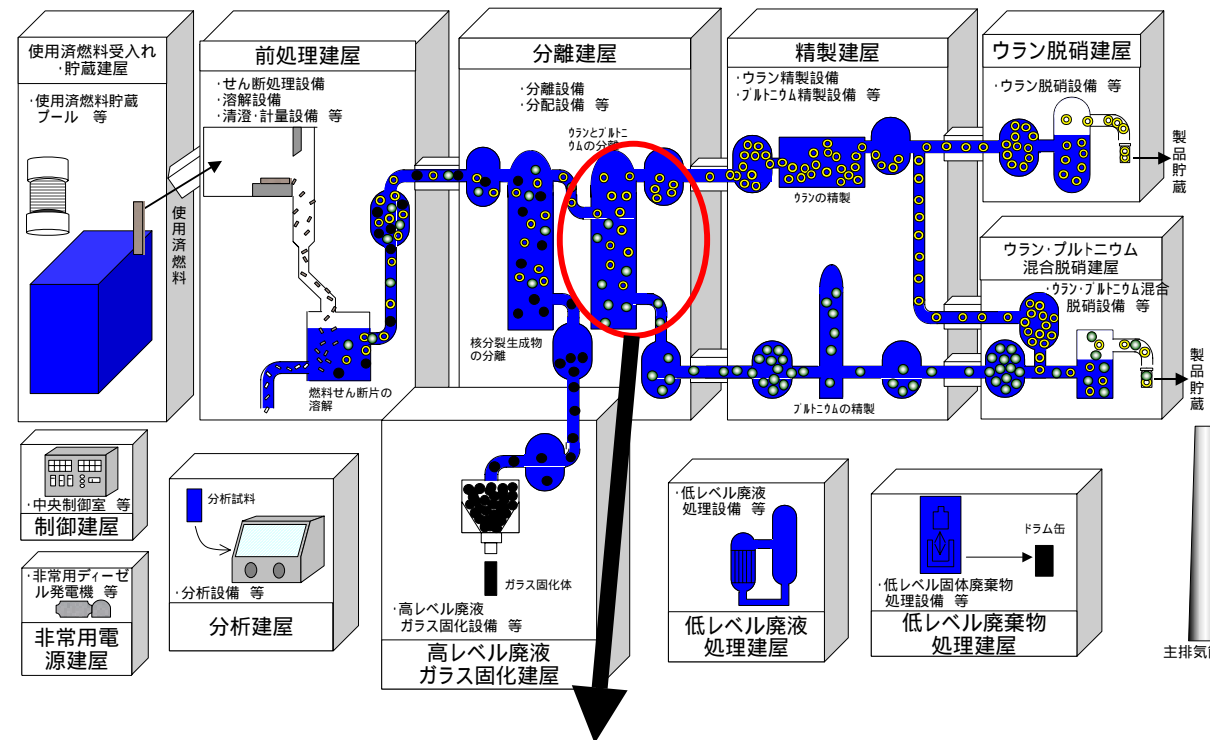 使用済燃料受入れ
・貯蔵建屋
・使用済燃料貯蔵
プール 等
使用済燃料
前処理建屋
・せん断処理設備
・溶解設備
・清澄・計量設備 等
燃料せん断片の
溶解
分離建屋
・分離設備
・分配設備 等
ウランとプルトニ
ウムの分離
核分裂生成物
の分離
精製建屋
・ウラン精製設備
・プルトニウム精製設備 等
ウランの精製
プルトニウムの精製
ウラン脱硝建屋
・ウラン脱硝設備 等
製品貯蔵
ウラン・プルトニウム
混合脱硝建屋
・ウラン・プルトニウム混合
脱硝設備 等
製品貯蔵
・中央制御室 等
制御建屋
・非常用ディーゼ
ル発電機 等
非常用電
源建屋
分析試料
・分析設備 等
分析建屋
ガラス固化体
・高レベル廃液
ガラス固化設備 等
高レベル廃液
ガラス固化建屋
・低レベル廃液
処理設備 等
低レベル廃液
処理建屋
ドラム缶
・低レベル固体廃棄物
処理設備 等
低レベル廃棄物
処理建屋
主排気